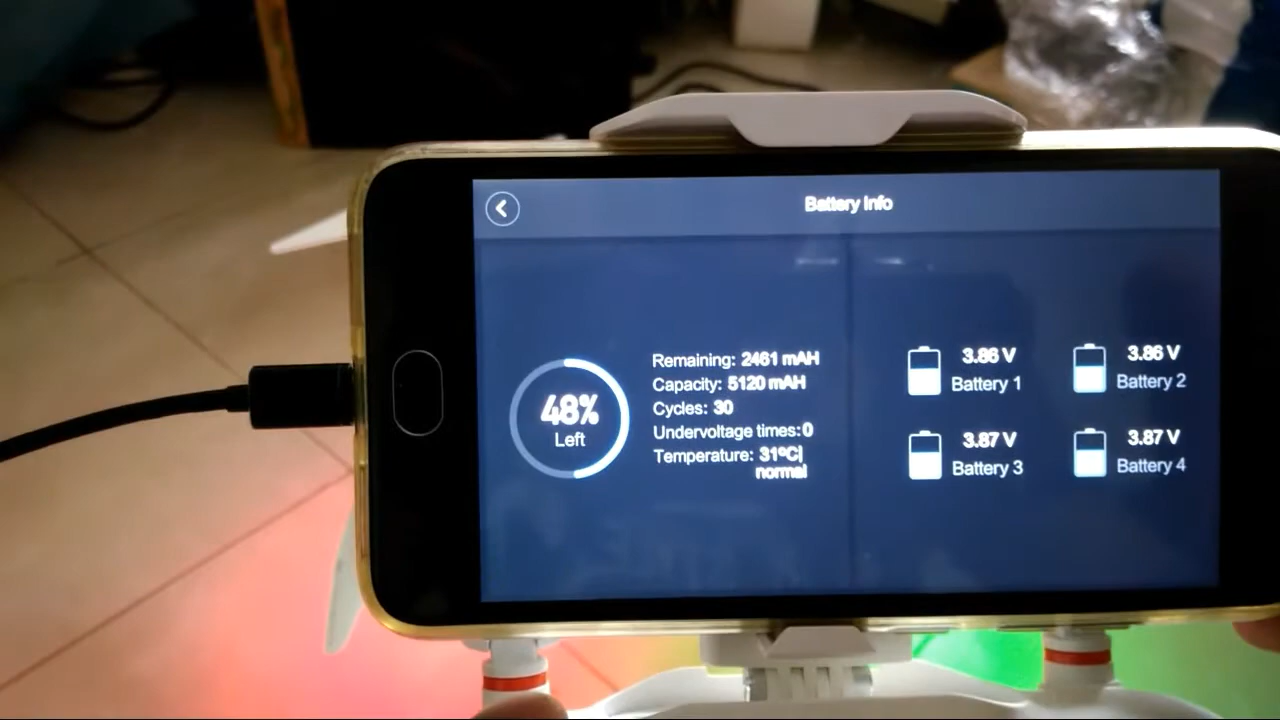 Battery Info
48%
Left
Remaining: 2461 mAH
Capacity: 5120 mAH
Cycles: 30
Undervoltage times: 0
Temperature: 31ºC|
normal
3.86 V
Battery 1
3.86 V
Battery 2
3.87 V
Battery 3
3.87 V
Battery 4